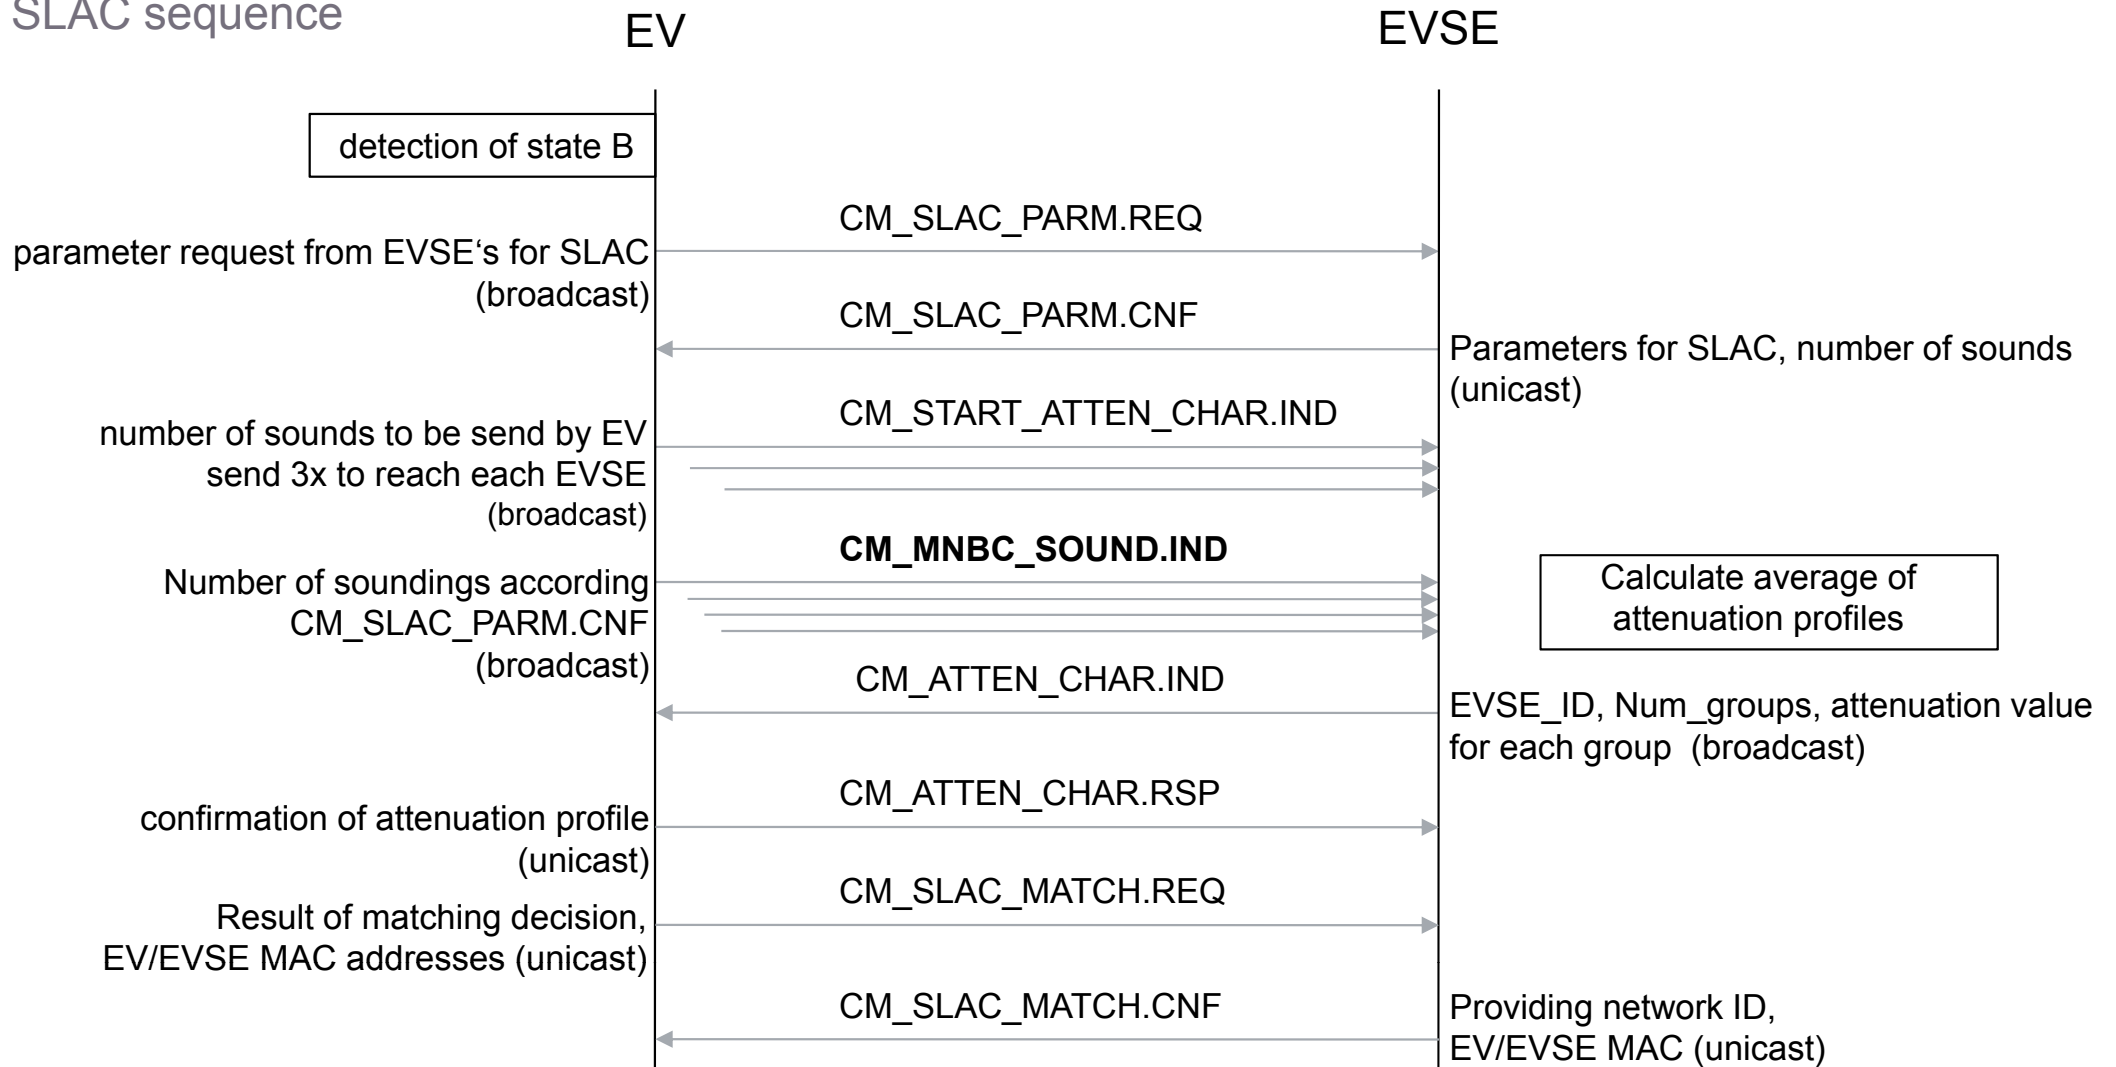 SLAC sequence
EV
EVSE
detection of state B
CM_SLAC_PARM.REQ
parameter request from EVSE‘s for SLAC
(broadcast)
CM_SLAC_PARM.CNF
Parameters for SLAC, number of sounds
(unicast)
CM_START_ATTEN_CHAR.IND
number of sounds to be send by EV
send 3x to reach each EVSE
(broadcast)
CM_MNBC_SOUND.IND
Number of soundings according
CM_SLAC_PARM.CNF
(broadcast)
Calculate average of
attenuation profiles
CM_ATTEN_CHAR.IND
EVSE_ID, Num_groups, attenuation value
for each group (broadcast)
CM_ATTEN_CHAR.RSP
confirmation of attenuation profile
(unicast)
CM_SLAC_MATCH.REQ
Result of matching decision,
EV/EVSE MAC addresses (unicast)
CM_SLAC_MATCH.CNF
Providing network ID,
EV/EVSE MAC (unicast)